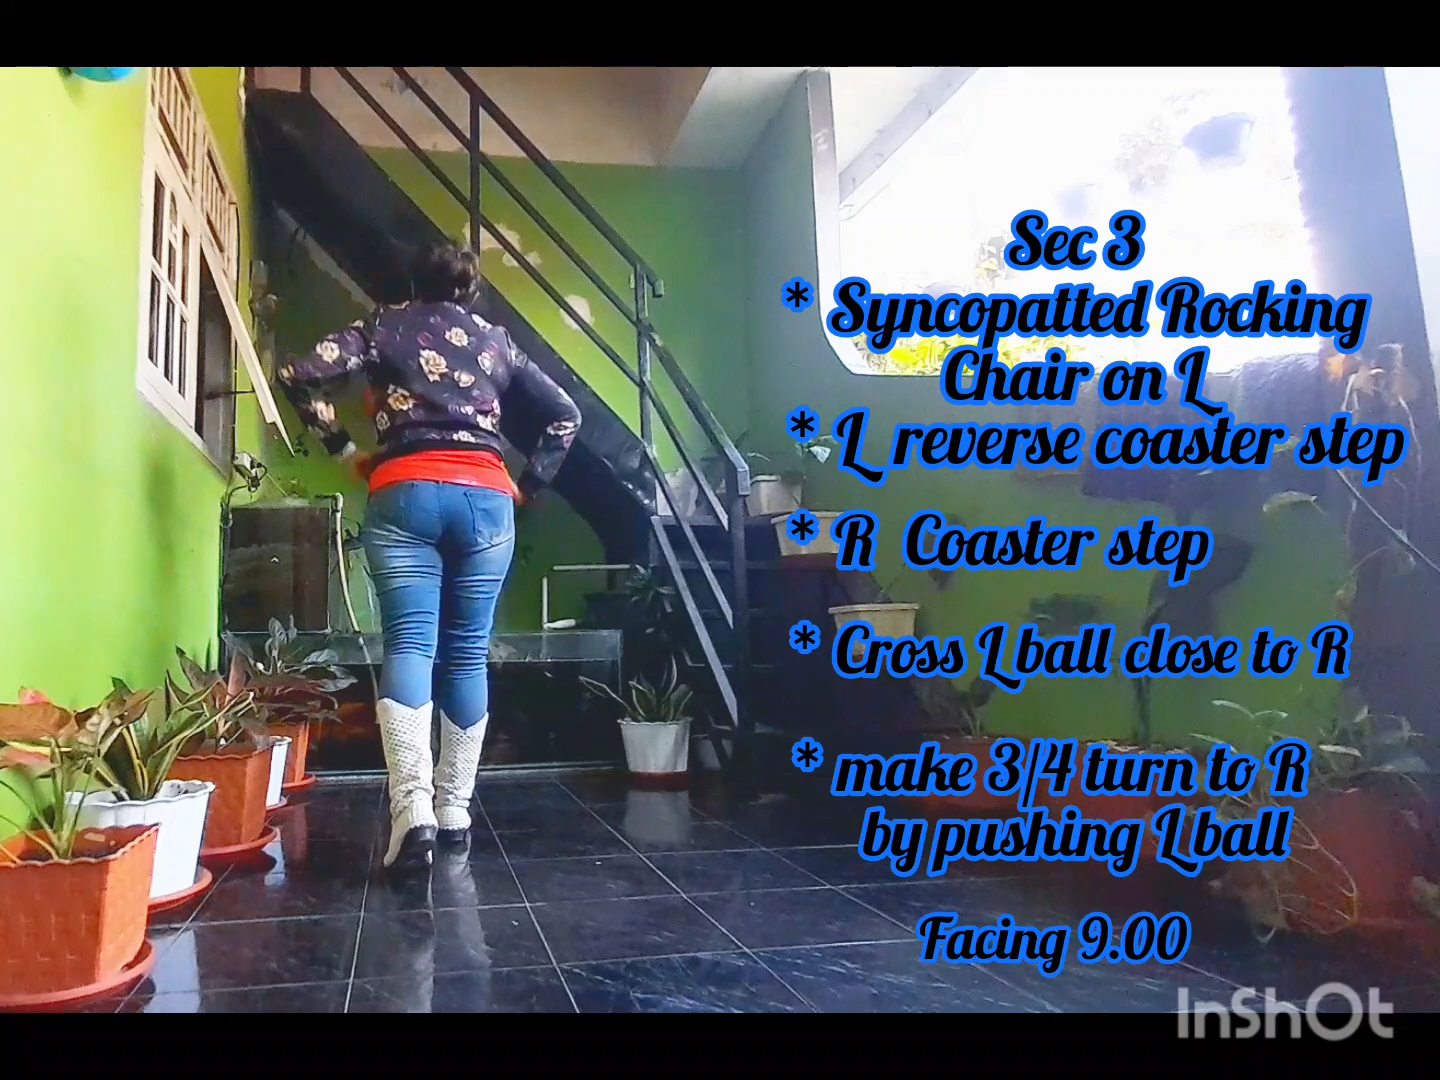 Sec 3
* Syncopatted Rocking
Chair on L
* L reverse coaster step
* R Coaster step
* Cross L ball close to R
* make 3/4 turn to R
by pushing L ball
Facing 9.00
InShOt